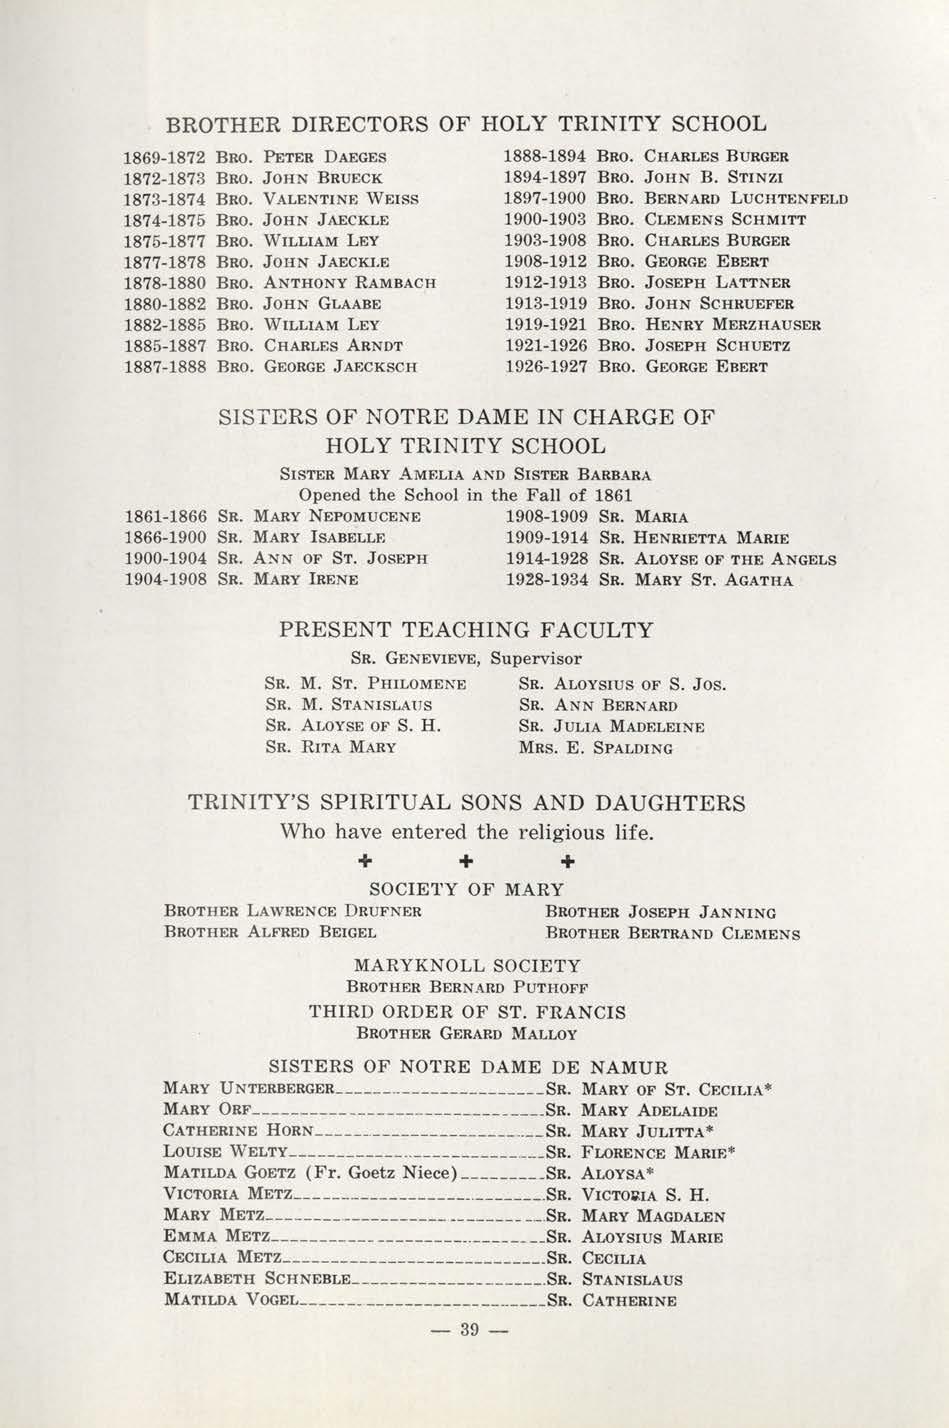 BROTHER DIRECTORS OF HOLY TRINITY SCHOOL
1869-1872 BRO. PETER DAEGES
1872-1873 BRO. JOHN BRUECK
1873-1874 BRO. VALENTINE WEISS
1874-1875 BRO. JOHN JAECKLE
1875-1877 BRO. WILLIAM LEY
1877-1878 BRO. JOHN JAECKLE
1878-1880 BRO. ANTHONY RAMBACH
1880-1882 BRO. JOHN GLAABE
1882-1885 BRO. WILLIAM LEY
1885-1887 BRO. CHARLES ARNDT
1887-1888 BRO. GEORGE JAECKSCH
1888-1894 BRO. CHARLES BURGER
1894-1897 BRO. JOHN B. STINZI
1897-1900 BRO. BERNARD LUCHTENFELD
1900-1903 BRO. CLEMENS SCHMITT
1903-1908 BRO. CHARLES BURGER
1908-1912 BRO. GEORGE EBERT
1912-1913 BRO. JOSEPH LATTNER
1913-1919 BRO. JOHN SCHRUEFER
1919-1921 BRO. HENRY MERZHAUSER
1921-1926 BRO. JOSEPH SCHUETZ
1926-1927 BRO. GEORGE EBERT
SISTERS OF NOTRE DAME IN CHARGE OF
HOLY TRINITY SCHOOL
SISTER MARY AMELIA AND SISTER BARBARA
Opened the School in the Fall of 1861
1861-1866 SR. MARY NEPOMUCENE
1866-1900 SR. MARY ISABELLE
1900-1904 SR. ANN OF ST. JOSEPH
1904-1908 SR. MARY IRENE
1908-1909 SR. MARIA
1909-1914 SR. HENRIETTA MARIE
1914-1928 SR. ALOYSE OF THE ANGELS
1928-1934 SR. MARY ST. AGATHA
PRESENT TEACHING FACULTY
SR. GENEVIEVE, Supervisor
SR. M. ST. PHILOMENE
SR. M. STANISLAUS
SR. ALOYSE OF S. H.
SR. RITA MARY
SR. ALOYSIUS OF S. JOS.
SR. ANN BERNARD
SR. JULIA MADELEINE
MRS. E. SPALDING
TRINITY'S SPIRITUAL SONS AND DAUGHTERS
Who have entered the religious life.
+ + +
SOCIETY OF MARY
BROTHER LAWRENCE DRUFNER
BROTHER ALFRED BEIGEL
BROTHER JOSEPH JANNING
BROTHER BERTRAND CLEMENS
MARYKNOLL SOCIETY
BROTHER BERNARD PUTHOFF
THIRD ORDER OF ST. FRANCIS
BROTHER GERARD MALLOY
SISTERS OF NOTRE DAME DE NAMUR
MARY UNTERBERGER______________________SR. MARY OF ST. CECILIA*
MARY ORF______________________________SR. MARY ADELAIDE
CATHERINE HORN________________________SR. MARY JULITTA*
LOUISE WELTY__________________________SR. FLORENCE MARIE*
MATILDA GOETZ (Fr. Goetz Niece)_________SR. ALOYSA*
VICTORIA METZ_________________________SR. VICTORIA S. H.
MARY METZ_____________________________SR. MARY MAGDALEN
EMMA METZ____________________________SR. ALOYSIUS MARIE
CECILIA METZ___________________________SR. CECILIA
ELIZABETH SCHNEBLE____________________SR. STANISLAUS
MATILDA VOGEL_________________________SR. CATHERINE
— 39 —